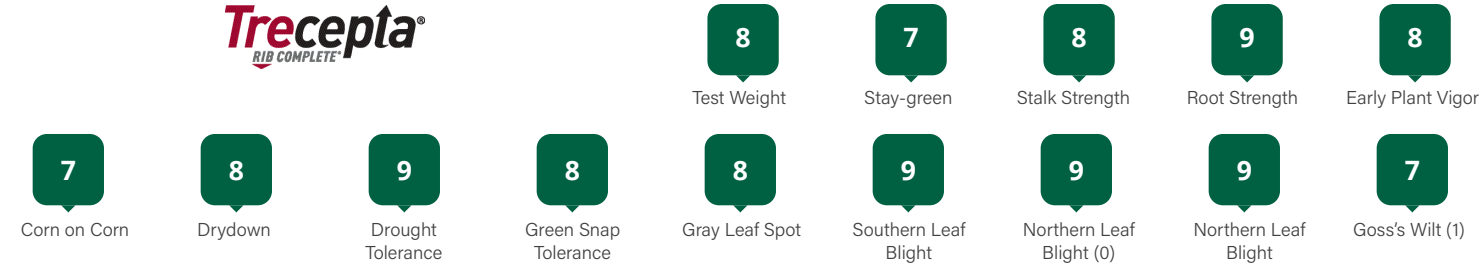 Trecepta®
RIB COMPLETE®
8 7 8 9 8
Test Weight Stay-green Stalk Strength Root Strength Early Plant Vigor
7 8 9 8 8 9 9 9 7
Corn on Corn Drydown Drought Green Snap Gray Leaf Spot Southern Leaf Northern Leaf Northern Leaf Goss's Wilt (1)
Tolerance Tolerance Blight Blight (0) Blight